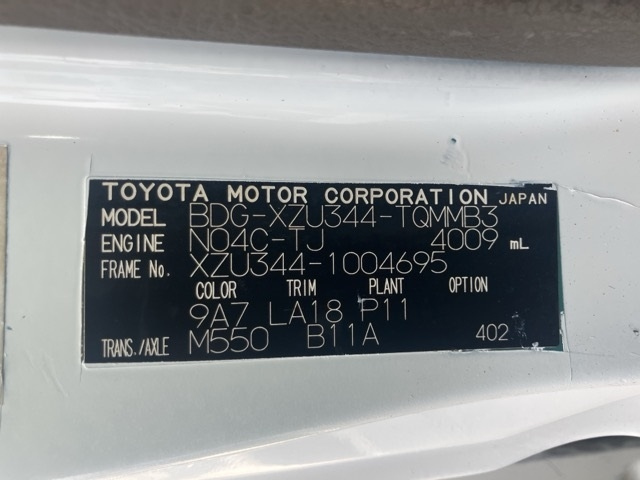 TOYOTA MOTOR CORPORATION JAPAN
MODEL BDG-XZU344-TQMMB3
ENGINE N04C-TJ 4009 mL
FRAME No. XZU344-1004695
COLOR TRIM PLANT OPTION
9A7 LA18 P11
TRANS./AXLE M550 B11A 402